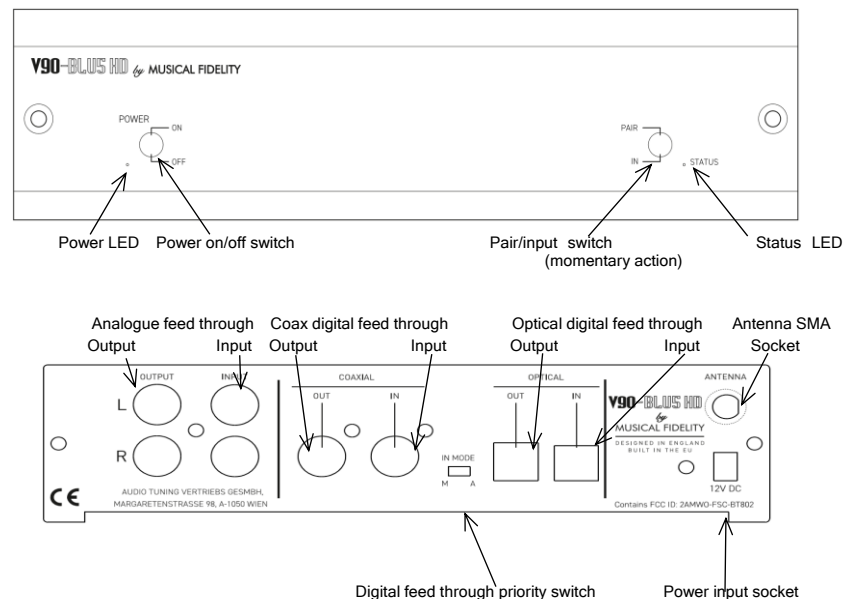 V90-BLUS HD by MUSICAL FIDELITY
POWER
ON
OFF
PAIR
IN
STATUS
Power LED
Power on/off switch
Pair/input switch
(momentary action)
Status LED
Analogue feed through
Output Input
Coax digital feed through
Output Input
Optical digital feed through
Output Input
Antenna SMA
Socket
OUTPUT
INPUT
L
R
COAXIAL
OUT
IN
IN MODE
M A
OPTICAL
OUT
IN
V90-BLUS HD
by
MUSICAL FIDELITY
DESIGNED IN ENGLAND
BUILT IN THE EU
ANTENNA
12V DC
CE
AUDIO TUNING VERTRIEBS GESMBH,
MARGARETENSTRASSE 98, A-1050 WIEN
Contains FCC ID: 2AMWO-FSC-BT802
Digital feed through priority switch
Power input socket